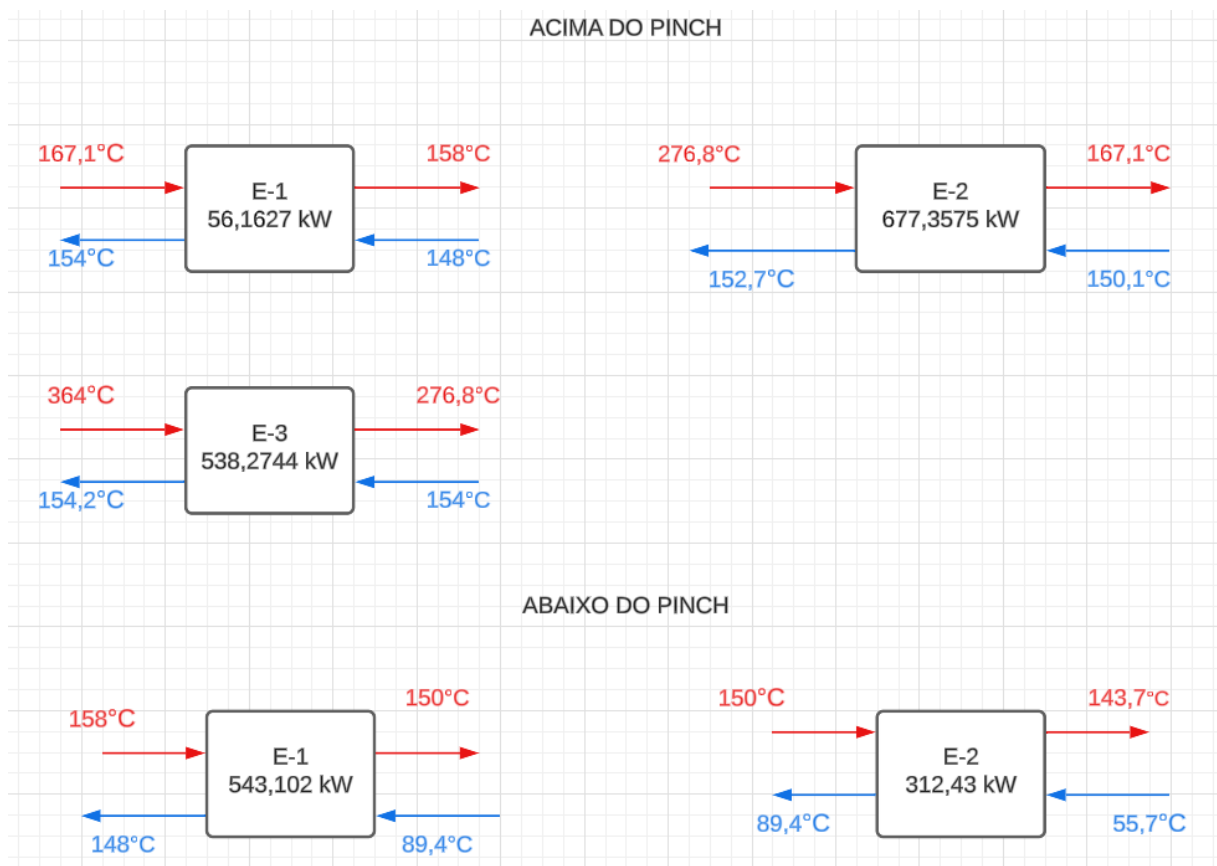 ACIMA DO PINCH
167,1°C
158°C
E-1
56,1627 kW
154°C
148°C
276,8°C
167,1°C
E-2
677,3575 kW
152,7°C
150,1°C
364°C
276,8°C
E-3
538,2744 kW
154,2°C
154°C
ABAIXO DO PINCH
158°C
150°C
E-1
543,102 kW
148°C
89,4°C
150°C
143,7°C
E-2
312,43 kW
89,4°C
55,7°C